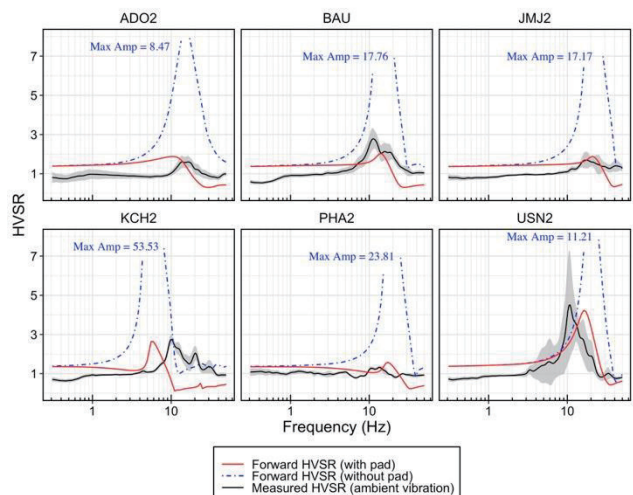 ADO2 BAU JMJ2
Max Amp = 8.47
Max Amp = 17.76
Max Amp = 17.17
7
5
3
1
KCH2 PHA2 USN2
Max Amp = 53.53
Max Amp = 23.81
Max Amp = 11.21
7
5
3
1
HVSR
1 10 1 10 1 10
Frequency (Hz)
Forward HVSR (with pad)
Forward HVSR (without pad)
Measured HVSR (ambient vibration)